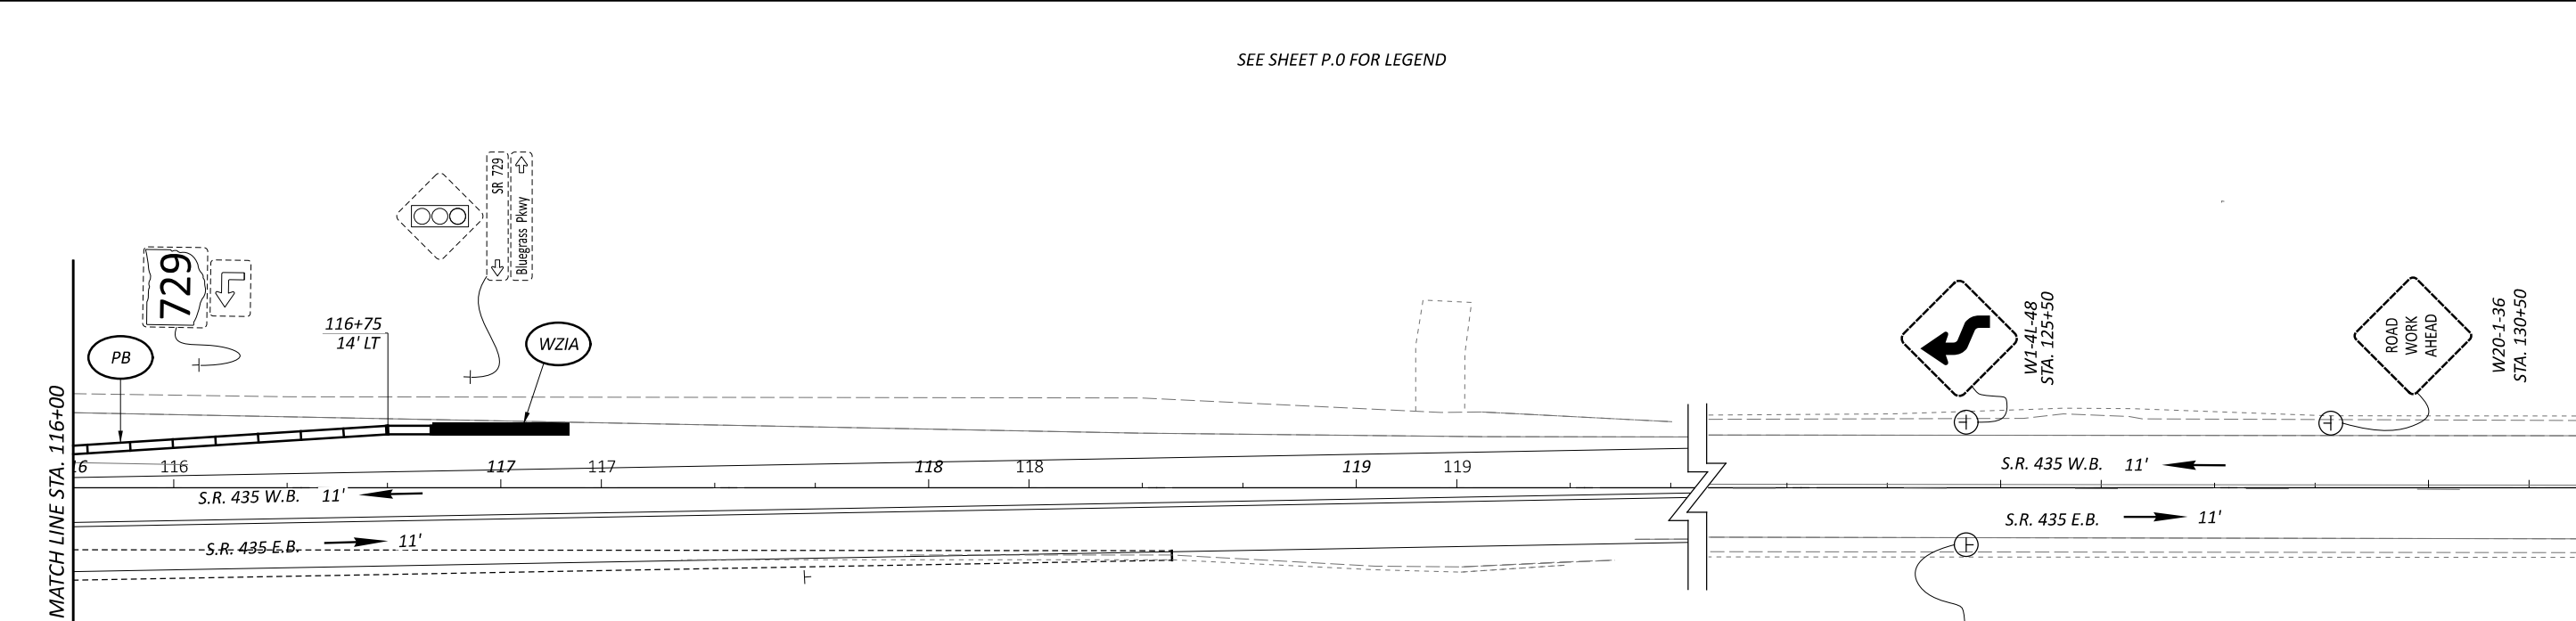 SEE SHEET P.0 FOR LEGEND
SR 729
Bluegrass Pkwy
729
116+75
14' LT
PB
WZIA
MATCH LINE STA. 116+00
W1-4L-48
STA. 125+50
ROAD
WORK
AHEAD
W20-1-36
STA. 130+50
16 116 117 117 118 118 119 119
S.R. 435 W.B. 11'
S.R. 435 E.B. 11'
S.R. 435 W.B. 11'
S.R. 435 E.B. 11'